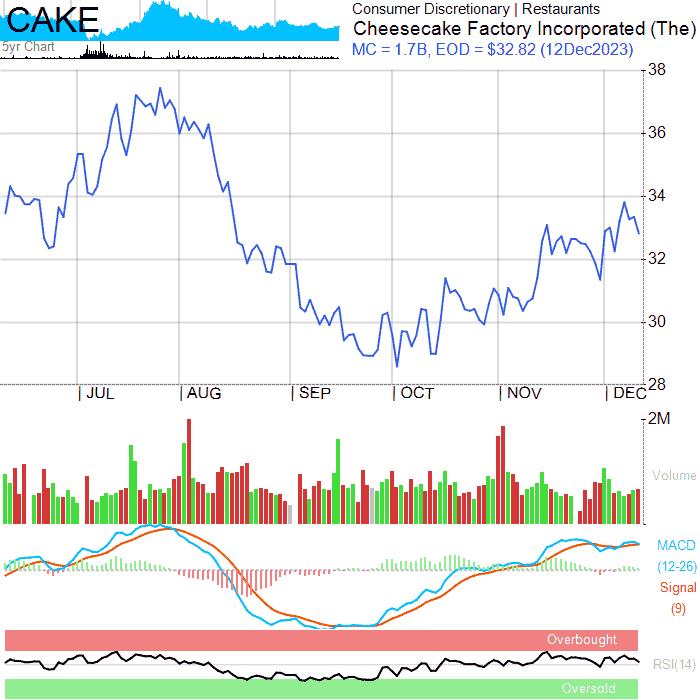 CAKE
5yr Chart
Consumer Discretionary | Restaurants
Cheesecake Factory Incorporated (The)
MC = 1.7B, EOD = $32.82 (12Dec2023)
38
36
34
32
30
28
| JUL | AUG | SEP | OCT | NOV | DEC
2M
Volume
MACD
(12-26)
Signal
(9)
Overbought
RSI(14)
Oversold